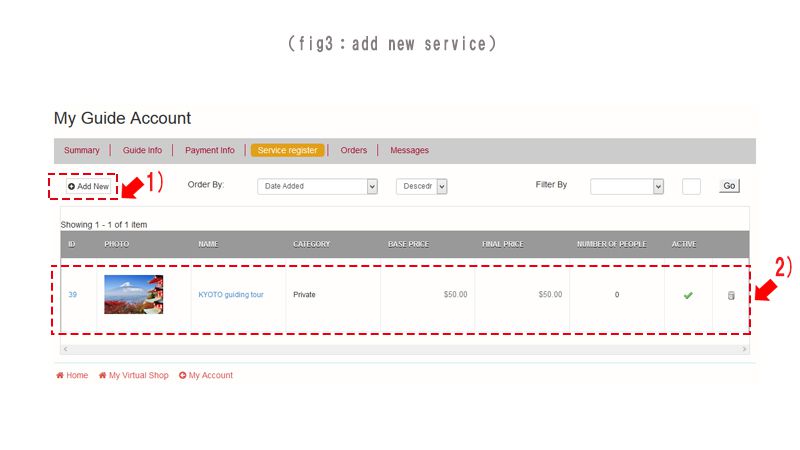 (fig3：add new service)
My Guide Account
Summary Guide Info Payment Info Service register Orders Messages
Add New 1) Order By: Date Added Descedr Filter By Go
Showing 1 - 1 of 1 item
ID PHOTO NAME CATEGORY BASE PRICE FINAL PRICE NUMBER OF PEOPLE ACTIVE
2)
39 KYOTO guiding tour Private $50.00 $50.00 0
Home My Virtual Shop My Account